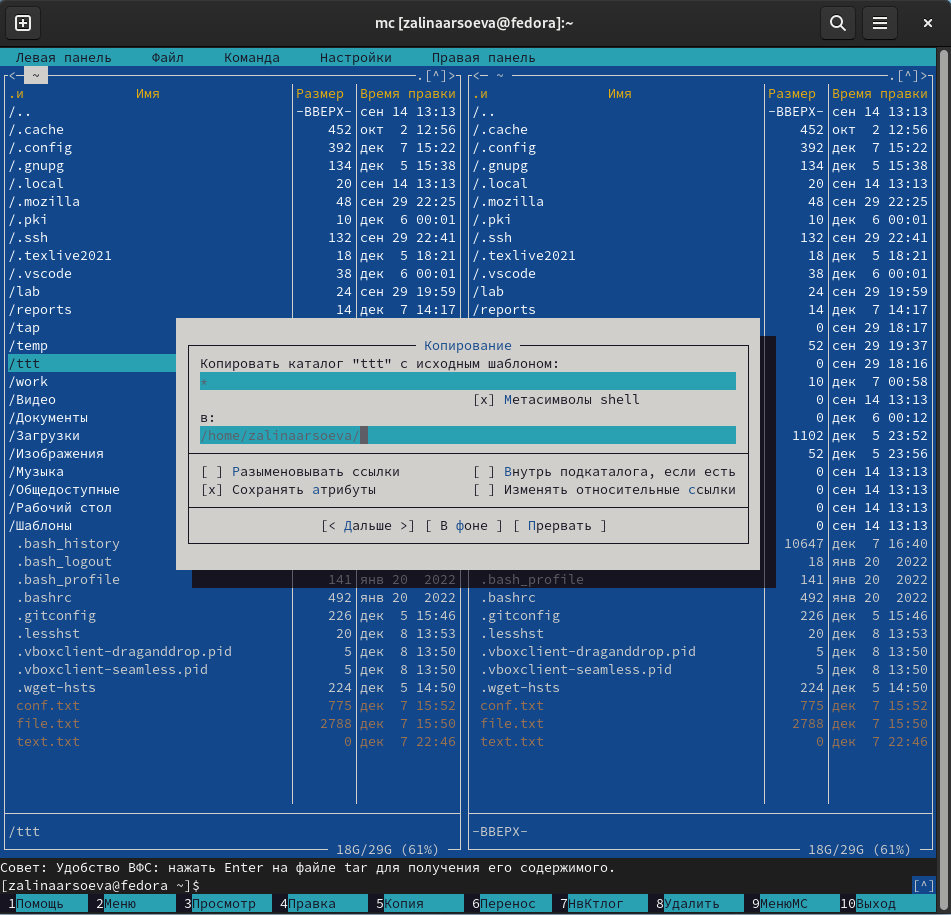 mc [zalinaarsoeva@fedora]:~
Левая панель Файл Команда Настройки Правая панель
<- ~ .[^]> <- ~ .[^]>
.и Имя Размер Время правки .и Имя Размер Время правки
/.. -ВВЕРХ- сен 14 13:13 /.. -ВВЕРХ- сен 14 13:13
/.cache 452 окт 2 12:56 /.cache 452 окт 2 12:56
/.config 392 дек 7 15:22 /.config 392 дек 7 15:22
/.gnupg 134 дек 5 15:38 /.gnupg 134 дек 5 15:38
/.local 20 сен 14 13:13 /.local 20 сен 14 13:13
/.mozilla 48 сен 29 22:25 /.mozilla 48 сен 29 22:25
/.pki 10 дек 6 00:01 /.pki 10 дек 6 00:01
/.ssh 132 сен 29 22:41 /.ssh 132 сен 29 22:41
/.texlive2021 18 дек 5 18:21 /.texlive2021 18 дек 5 18:21
/.vscode 38 дек 6 00:01 /.vscode 38 дек 6 00:01
/lab 24 сен 29 19:59 /lab 24 сен 29 19:59
/reports 14 дек 7 14:17 /reports 14 дек 7 14:17
/tap 0 сен 29 18:17
/temp 52 сен 29 19:37
/ttt 0 сен 29 18:16
/work 10 дек 7 00:58
/Видео 0 сен 14 13:13
/Документы 0 дек 6 00:12
/Загрузки 1102 дек 5 23:52
/Изображения 52 дек 5 23:56
/Музыка 0 сен 14 13:13
/Общедоступные 0 сен 14 13:13
/Рабочий стол 0 сен 14 13:13
/Шаблоны 0 сен 14 13:13
.bash_history 10647 дек 7 16:40
.bash_logout 18 янв 20 2022
Копирование
Копировать каталог "ttt" с исходным шаблоном:
*
[x] Метасимволы shell
в:
/home/zalinaarsoeva/
[ ] Разыменовывать ссылки [ ] Внутрь подкаталога, если есть
[x] Сохранять атрибуты [ ] Изменять относительные ссылки
[< Дальше >] [ В фоне ] [ Прервать ]
.bash_profile 141 янв 20 2022 .bash_profile 141 янв 20 2022
.bashrc 492 янв 20 2022 .bashrc 492 янв 20 2022
.gitconfig 226 дек 5 15:46 .gitconfig 226 дек 5 15:46
.lesshst 20 дек 8 13:53 .lesshst 20 дек 8 13:53
.vboxclient-draganddrop.pid 5 дек 8 13:50 .vboxclient-draganddrop.pid 5 дек 8 13:50
.vboxclient-seamless.pid 5 дек 8 13:50 .vboxclient-seamless.pid 5 дек 8 13:50
.wget-hsts 224 дек 5 14:50 .wget-hsts 224 дек 5 14:50
conf.txt 775 дек 7 15:52 conf.txt 775 дек 7 15:52
file.txt 2788 дек 7 15:50 file.txt 2788 дек 7 15:50
text.txt 0 дек 7 22:46 text.txt 0 дек 7 22:46
/ttt -ВВЕРХ-
18G/29G (61%) 18G/29G (61%)
Совет: Удобство ВФС: нажать Enter на файле tar для получения его содержимого.
[zalinaarsoeva@fedora ~]$ [^]
1Помощь 2Меню 3Просмотр 4Правка 5Копия 6Перенос 7НвКтлог 8Удалить 9МенюMC 10Выход